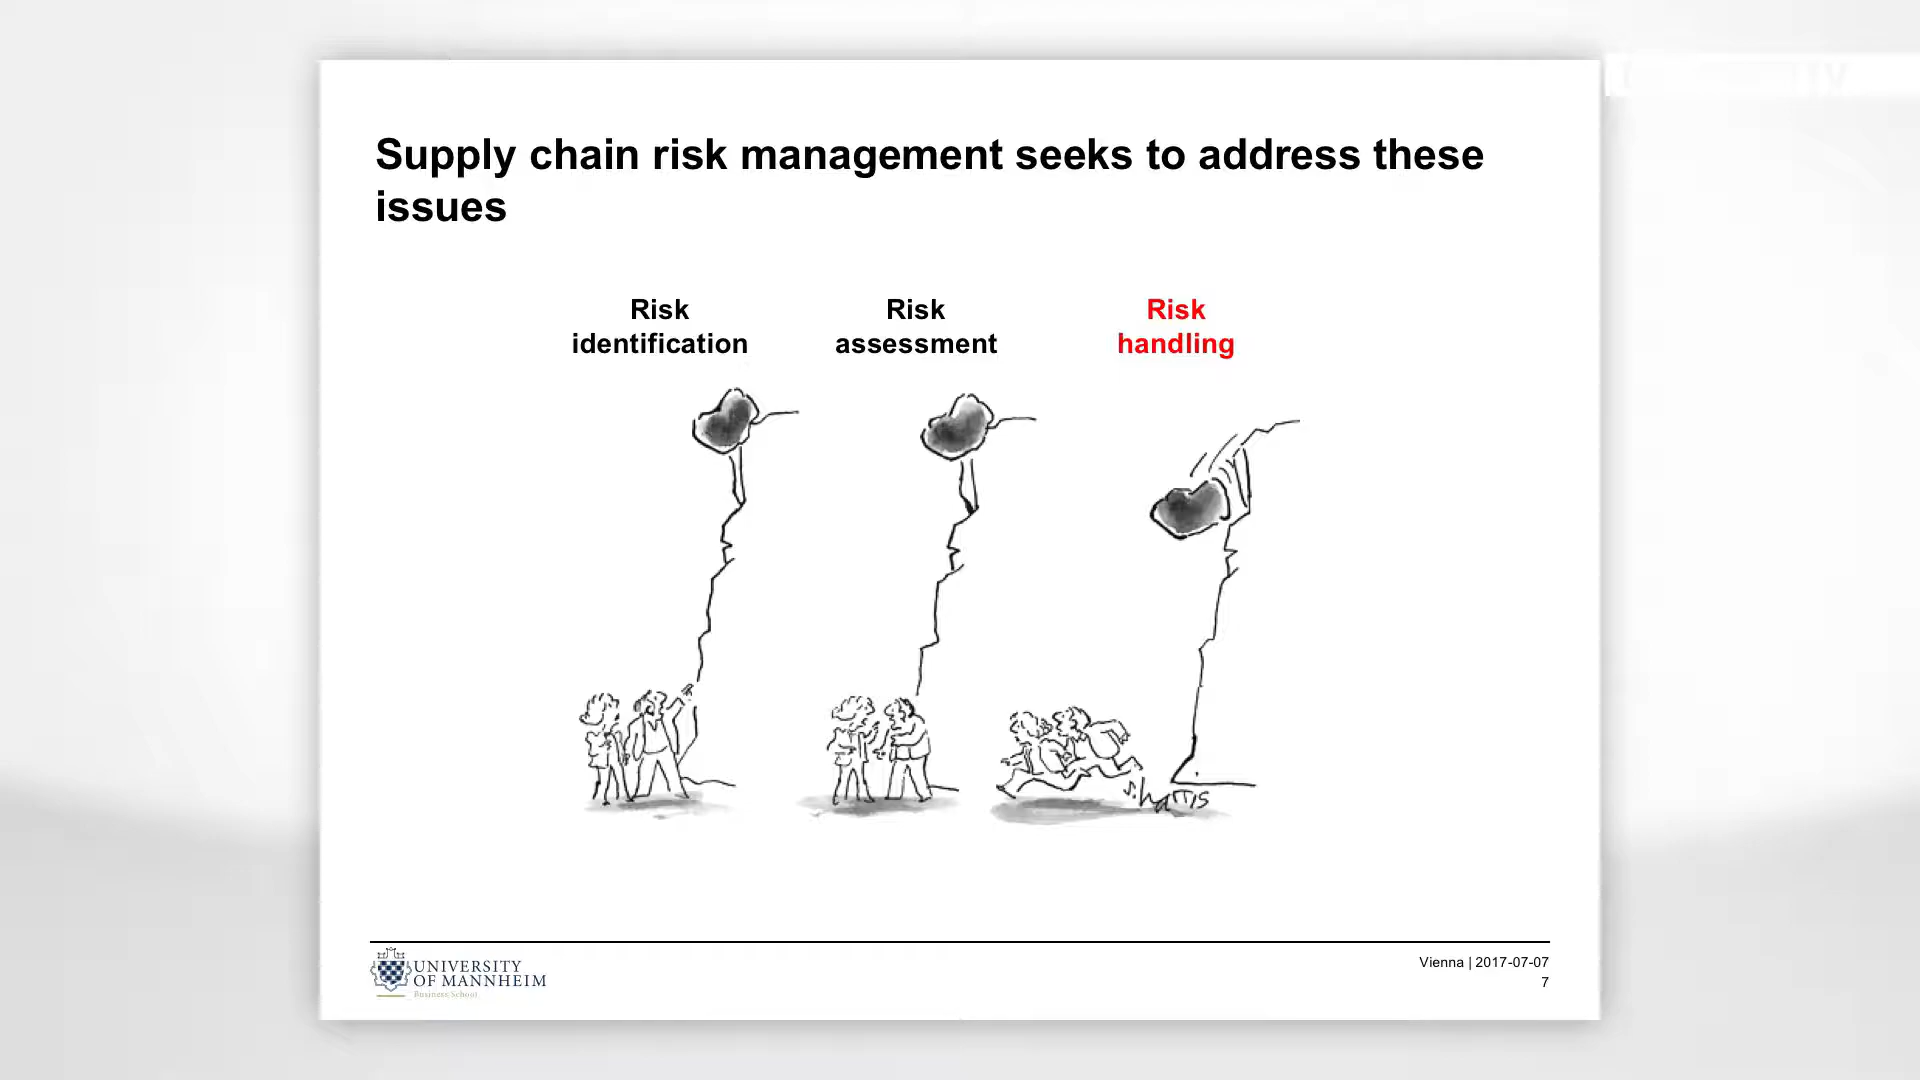 Supply chain risk management seeks to address these
issues
Risk
identification
Risk
assessment
Risk
handling
s.harris
UNIVERSITY
OF MANNHEIM
Business School
Vienna | 2017-07-07
7